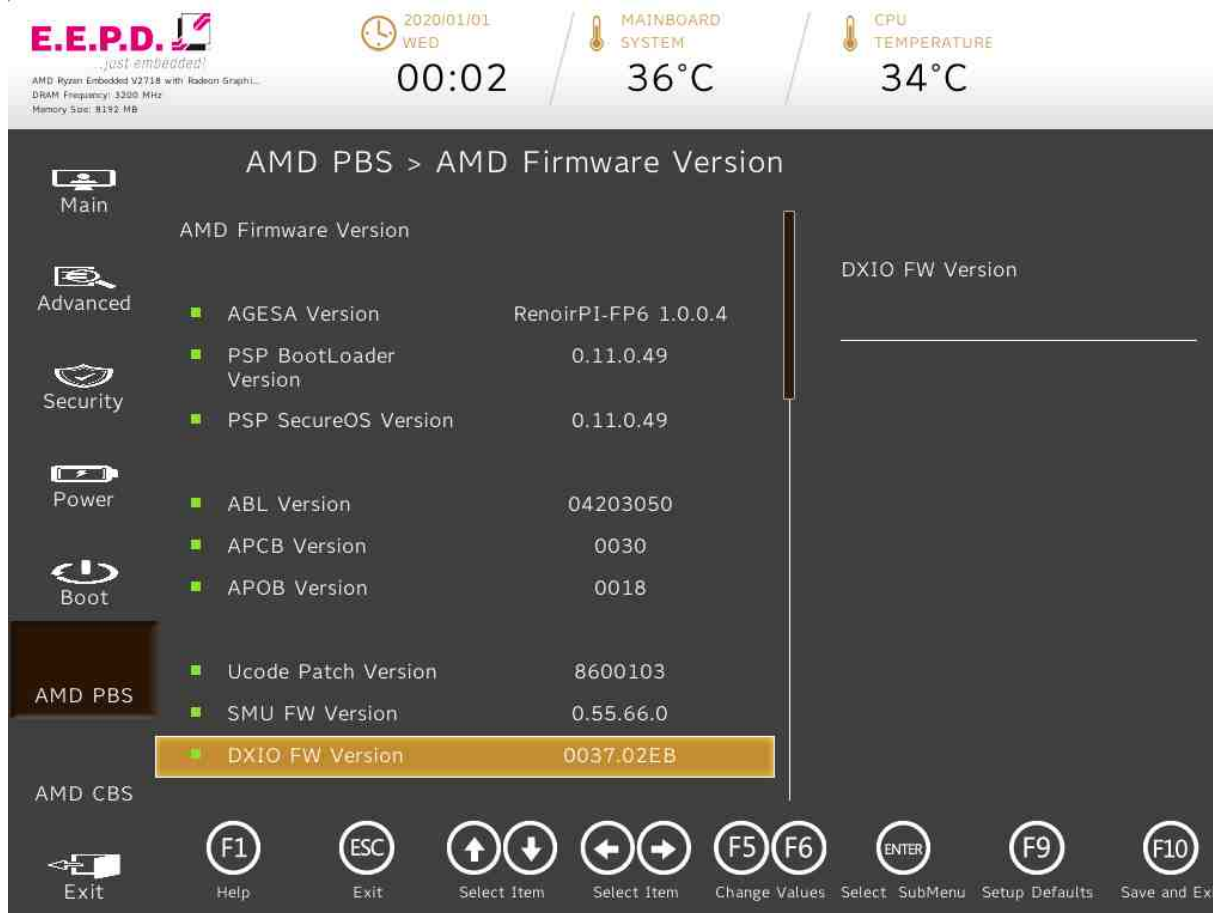 E.E.P.D.
...just embedded!
AMD Ryzen Embedded V2718 with Radeon Graphi...
DRAM Frequency: 3200 MHz
Memory Size: 8192 MB
2020/01/01
WED
00:02
MAINBOARD
SYSTEM
36°C
CPU
TEMPERATURE
34°C
AMD PBS > AMD Firmware Version
Main
Advanced
Security
Power
Boot
AMD PBS
AMD CBS
Exit
AMD Firmware Version
AGESA Version RenoirPI-FP6 1.0.0.4
PSP BootLoader 0.11.0.49
Version
PSP SecureOS Version 0.11.0.49
ABL Version 04203050
APCB Version 0030
APOB Version 0018
Ucode Patch Version 8600103
SMU FW Version 0.55.66.0
DXIO FW Version 0037.02EB
DXIO FW Version
F1 ESC F5 F6 ENTER F9 F10
Help Exit Select Item Select Item Change Values Select SubMenu Setup Defaults Save and Ex